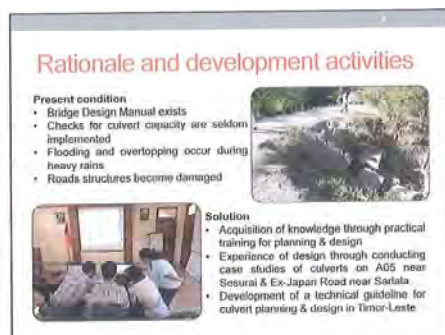 Rationale and development activities
Present condition
• Bridge Design Manual exists
• Checks for culvert capacity are seldom
implemented
• Flooding and overtopping occur during
heavy rains
• Roads structures become damaged
Solution
• Acquisition of knowledge through practical
training for planning & design
• Experience of design through conducting
case studies of culverts on A05 near
Sesurai & Ex-Japan Road near Sarlala
• Development of a technical guideline for
culvert planning & design in Timor-Leste